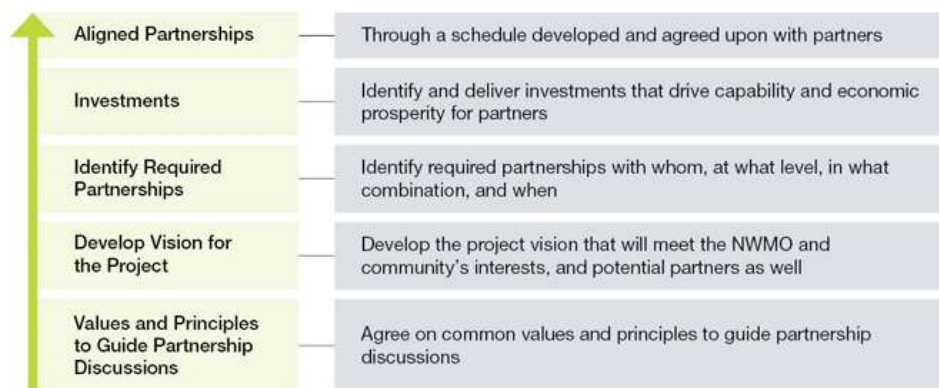 Aligned Partnerships
Through a schedule developed and agreed upon with partners
Investments
Identify and deliver investments that drive capability and economic
prosperity for partners
Identify Required
Partnerships
Identify required partnerships with whom, at what level, in what
combination, and when
Develop Vision for
the Project
Develop the project vision that will meet the NWMO and
community's interests, and potential partners as well
Values and Principles
to Guide Partnership
Discussions
Agree on common values and principles to guide partnership
discussions